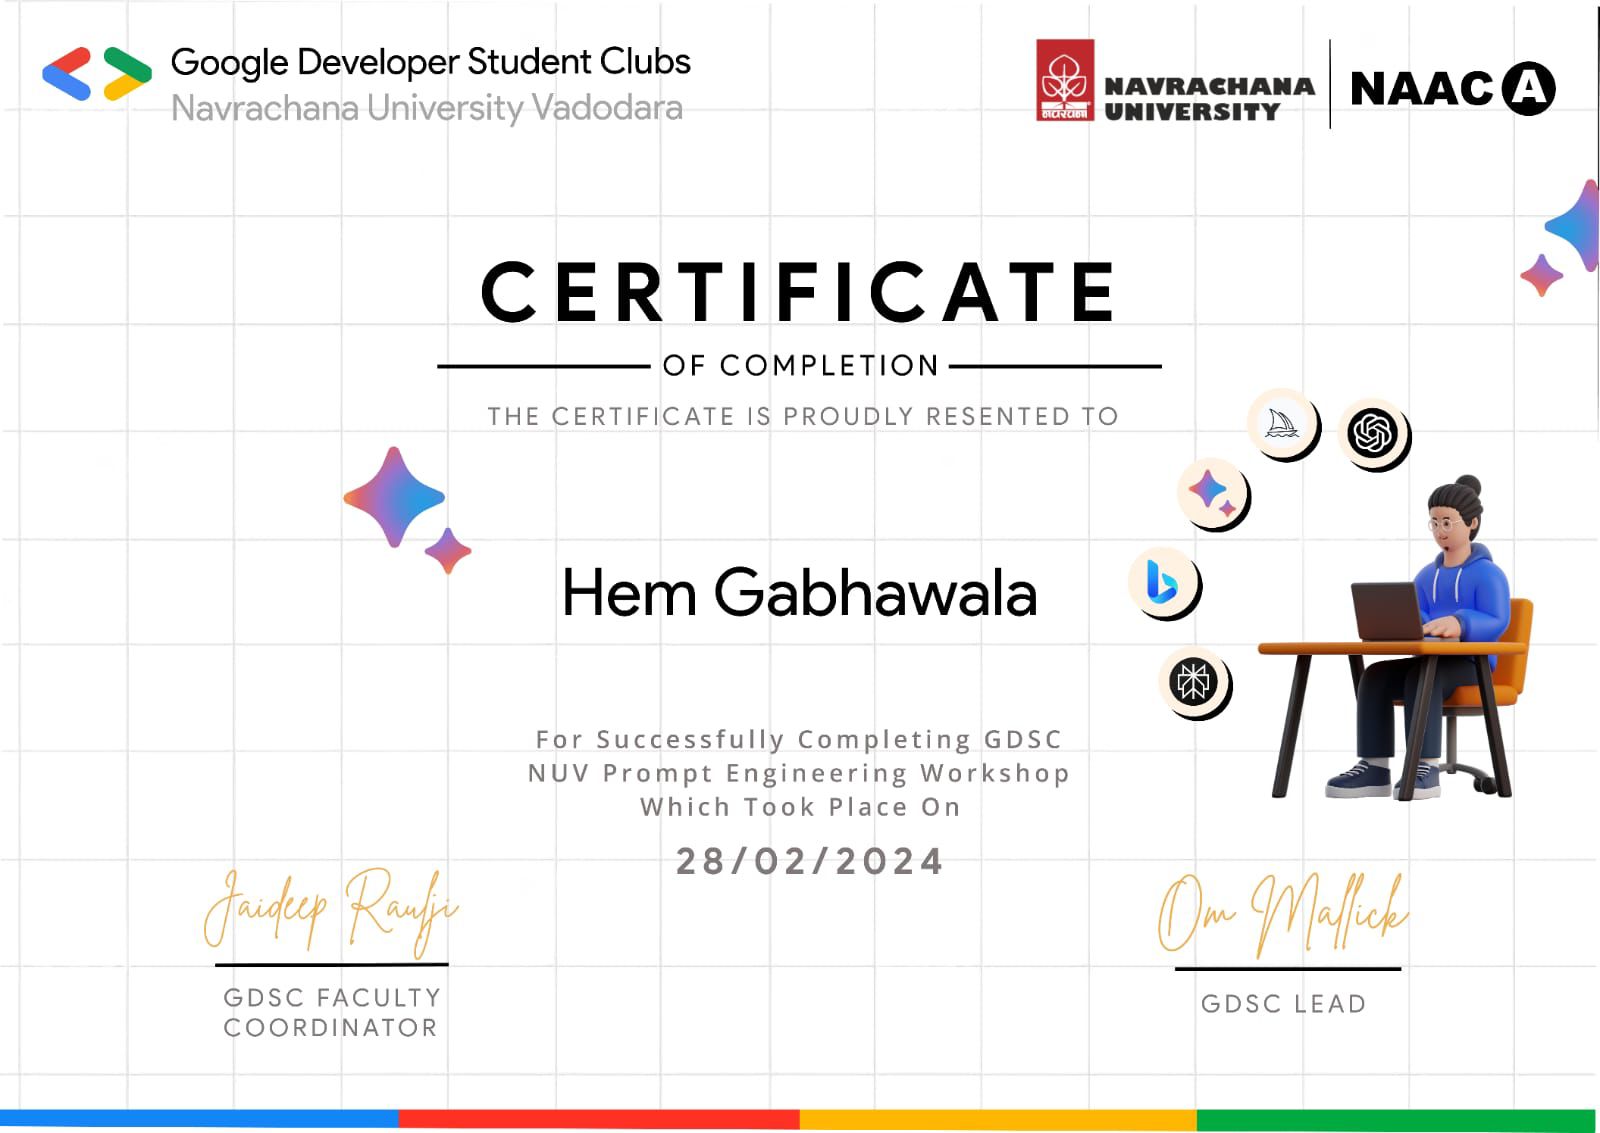 Google Developer Student Clubs
Navrachana University Vadodara
नवरचना
NAVRACHANA
UNIVERSITY
NAAC A
CERTIFICATE
OF COMPLETION
THE CERTIFICATE IS PROUDLY RESENTED TO
Hem Gabhawala
For Successfully Completing GDSC
NUV Prompt Engineering Workshop
Which Took Place On
28/02/2024
Jaideep Raulji
GDSC FACULTY
COORDINATOR
Om Mallick
GDSC LEAD